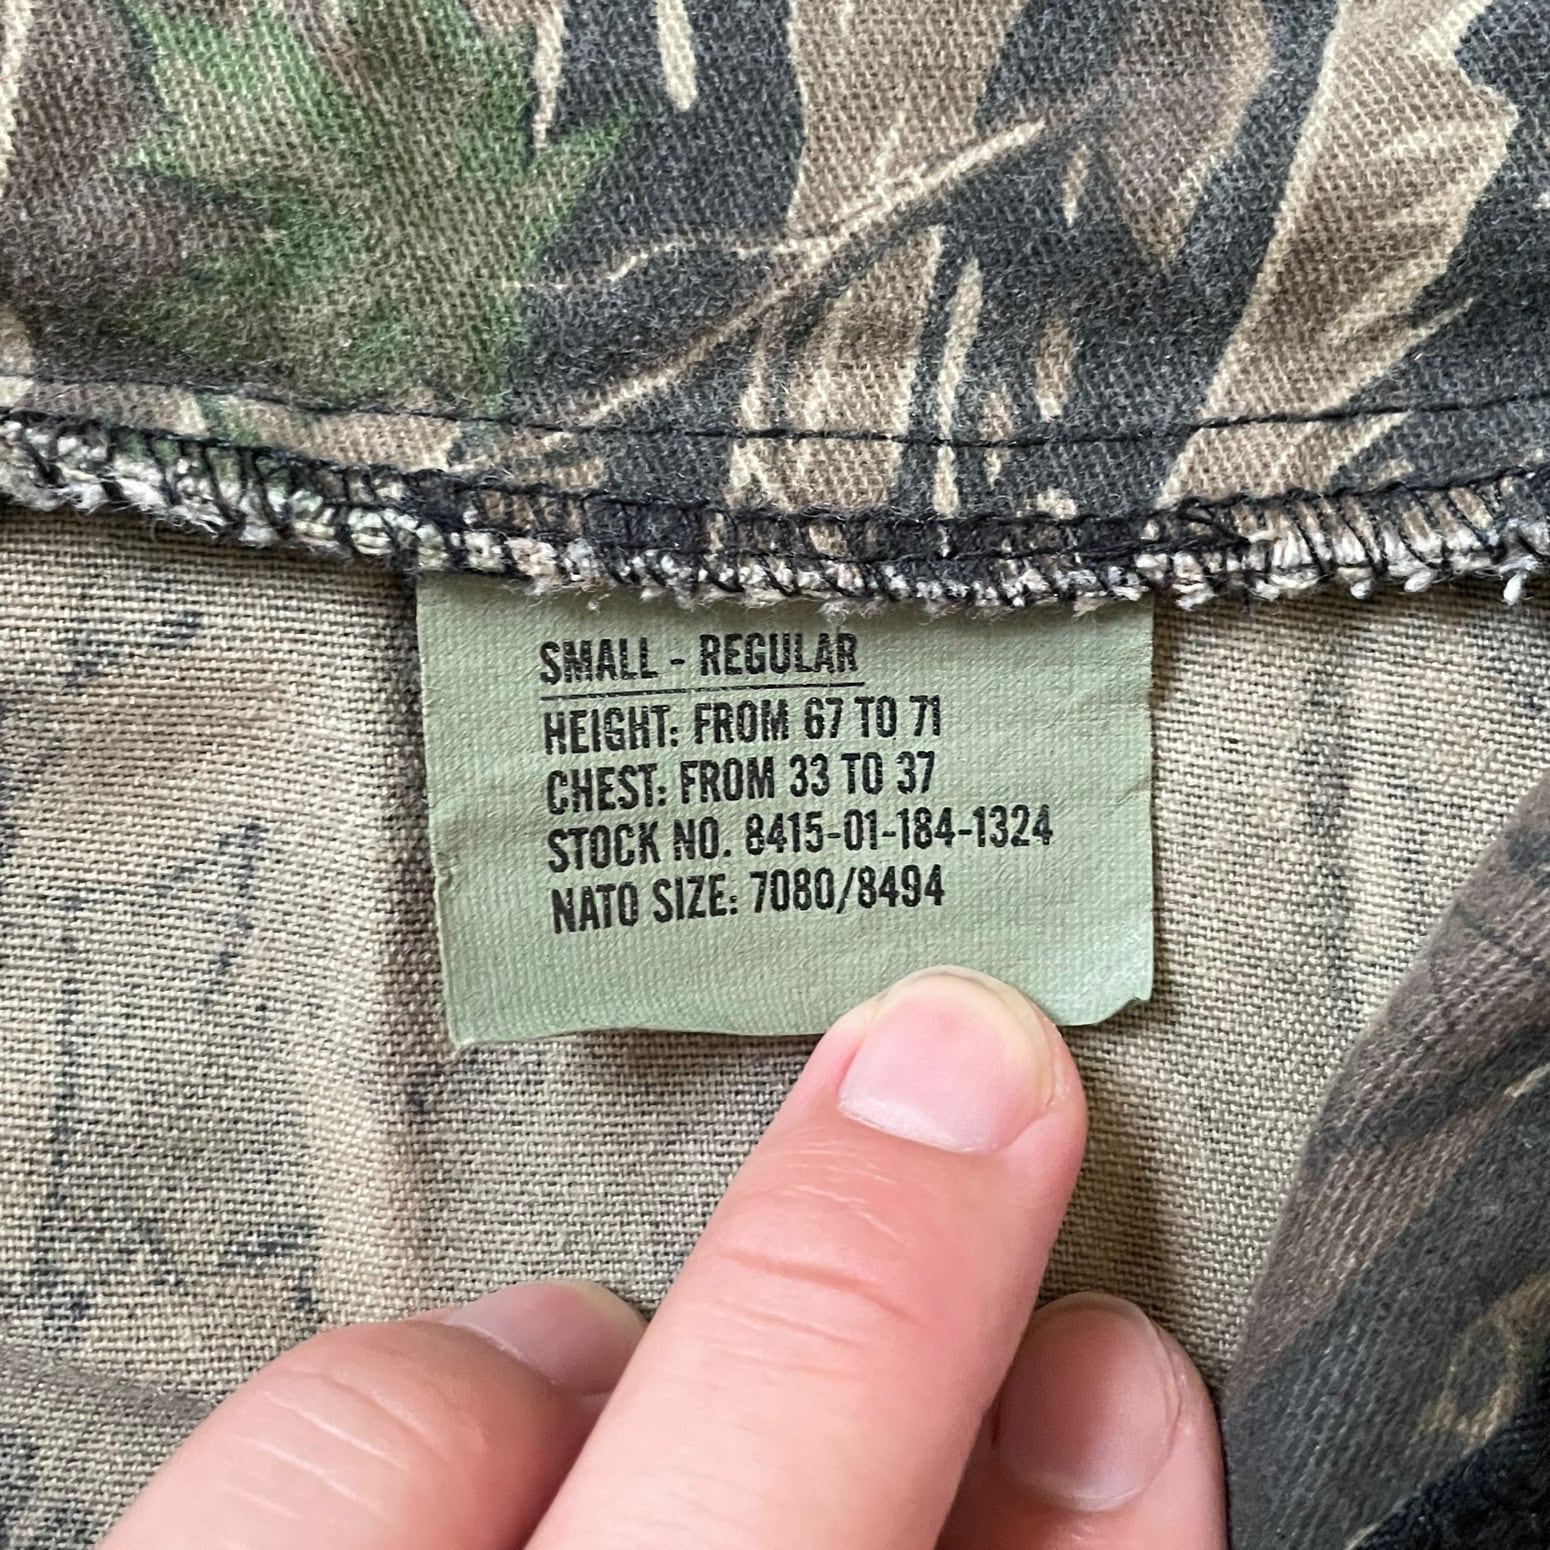 SMALL - REGULAR
HEIGHT: FROM 67 TO 71
CHEST: FROM 33 TO 37
STOCK NO. 8415-01-184-1324
NATO SIZE: 7080/8494